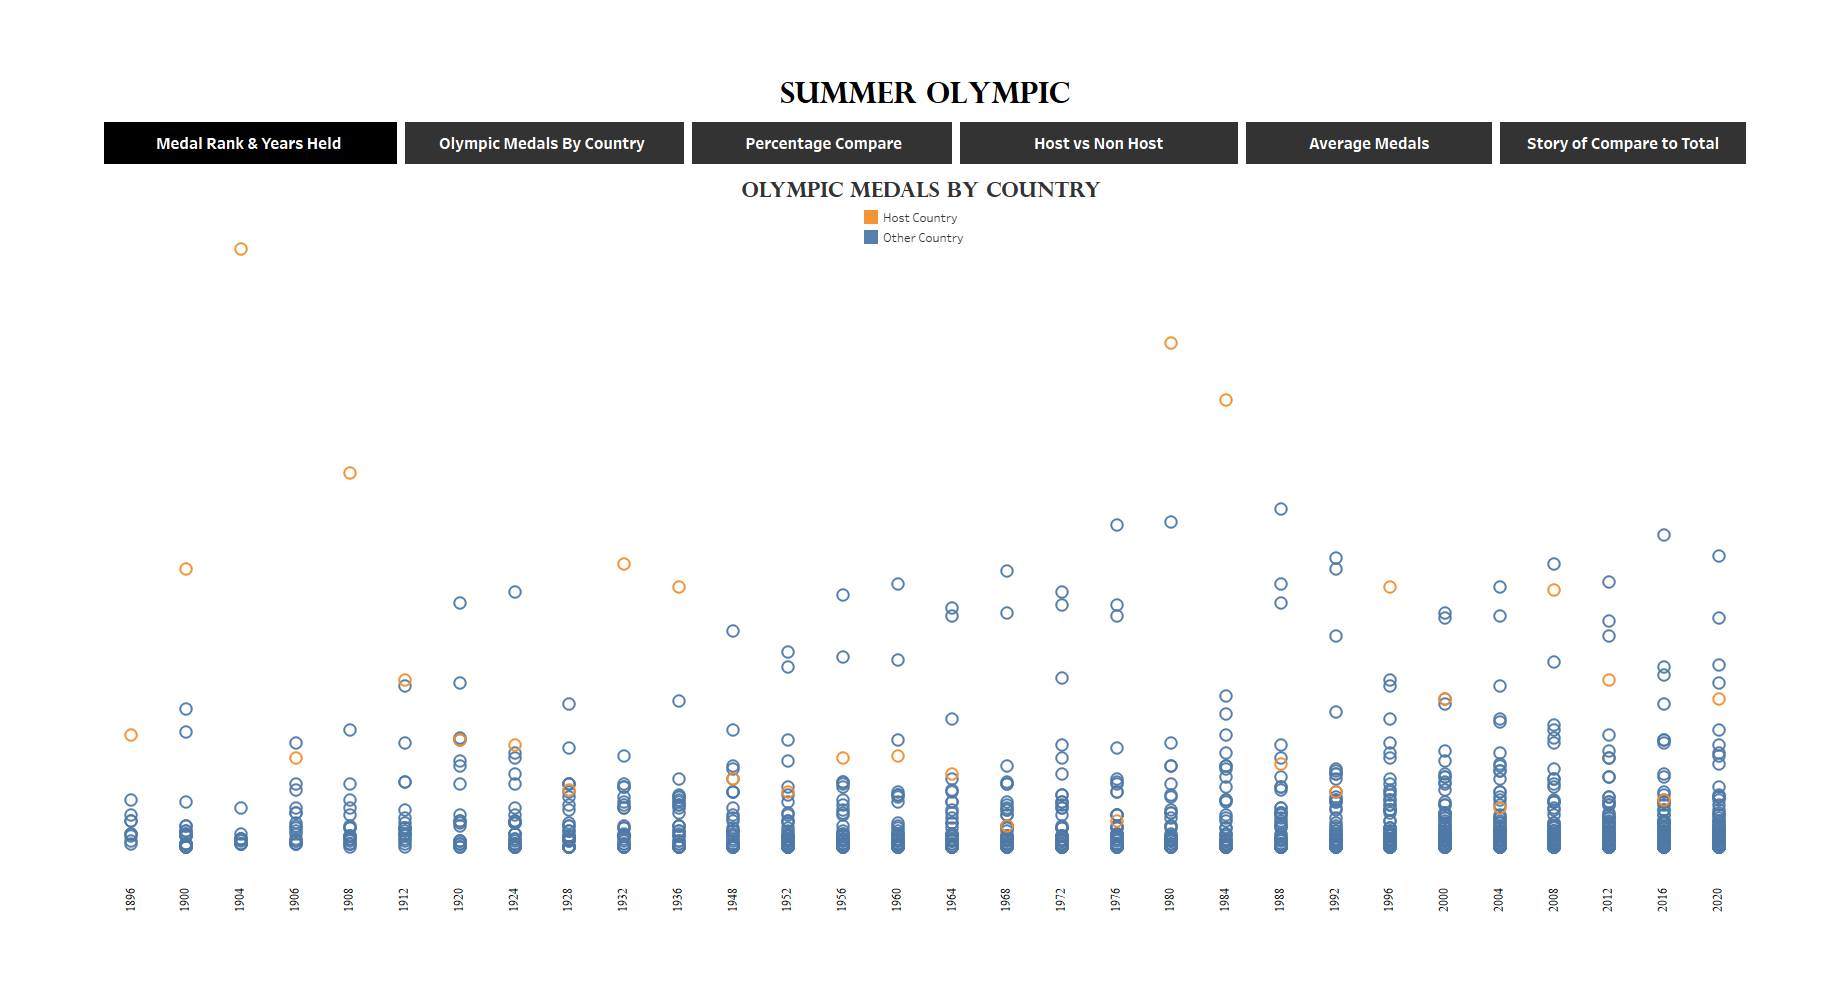 SUMMER OLYMPIC
Medal Rank & Years Held
Olympic Medals By Country
Percentage Compare
Host vs Non Host
Average Medals
Story of Compare to Total
OLYMPIC MEDALS BY COUNTRY
Host Country
Other Country
1896 1900 1904 1906 1908 1912 1920 1924 1928 1932 1936 1948 1952 1956 1960 1964 1968 1972 1976 1980 1984 1988 1992 1996 2000 2004 2008 2012 2016 2020